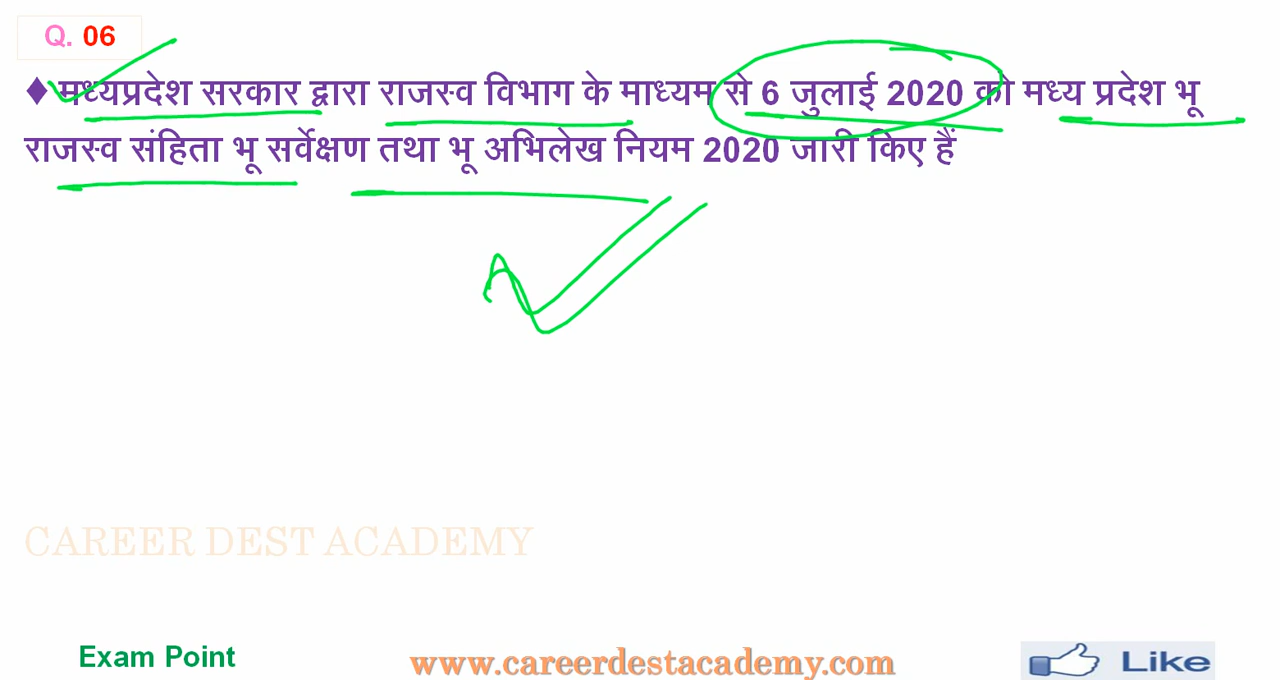 Q. 06
♦ मध्यप्रदेश सरकार द्वारा राजस्व विभाग के माध्यम से 6 जुलाई 2020 को मध्य प्रदेश भू
राजस्व संहिता भू सर्वेक्षण तथा भू अभिलेख नियम 2020 जारी किए हैं
CAREER DEST ACADEMY
Exam Point
www.careerdestacademy.com
Like